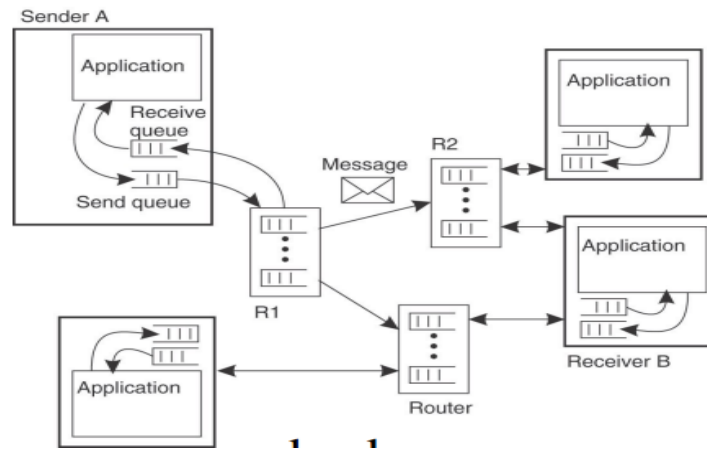 Sender A
Application
Receive
queue
Send queue
Message
R2
Application
Application
Receiver B
R1
Application
Router